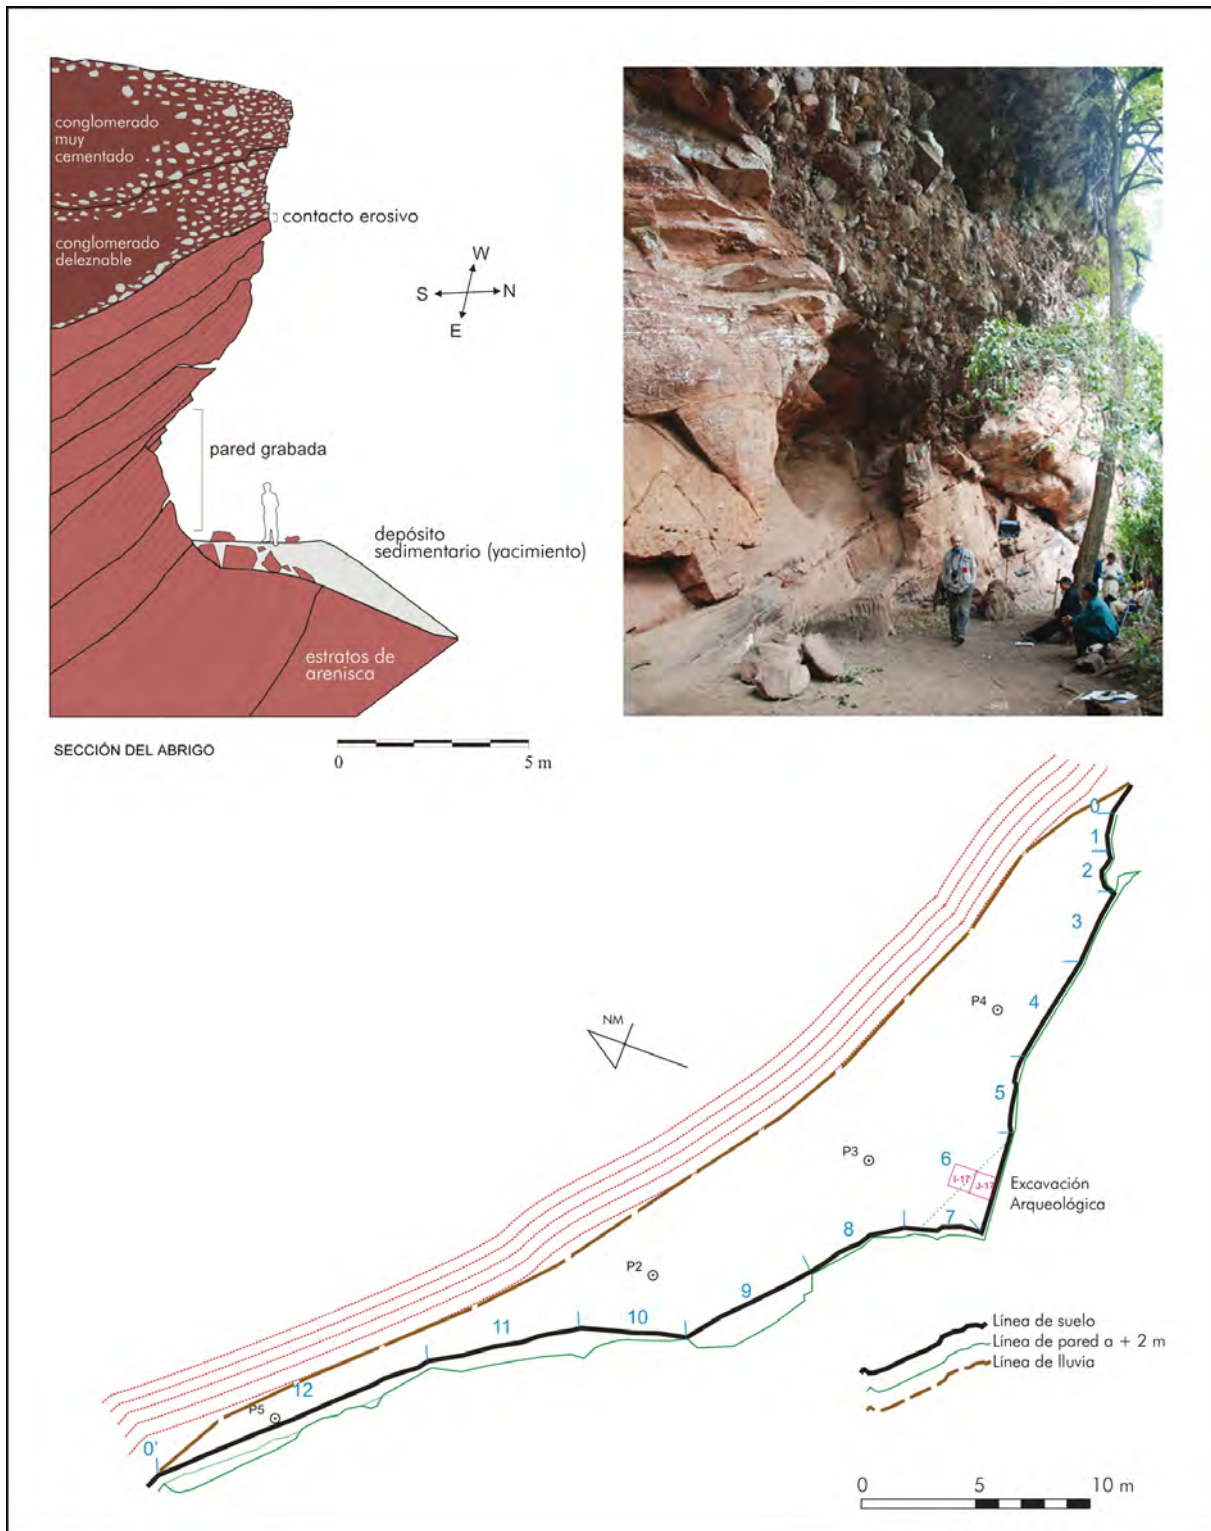 conglomerado
muy
cementado
contacto erosivo
conglomerado
deleznable
W
S
N
E
pared grabada
depósito
sedimentario (yacimiento)
estratos de
arenisca
SECCIÓN DEL ABRIGO
0
5 m
0
1
2
3
P4
4
NM
5
P3
6
I-17
J-17
Excavación
Arqueológica
7
8
P2
9
10
11
12
P5
0'
Línea de suelo
Línea de pared a + 2 m
Línea de lluvia
0
5
10 m